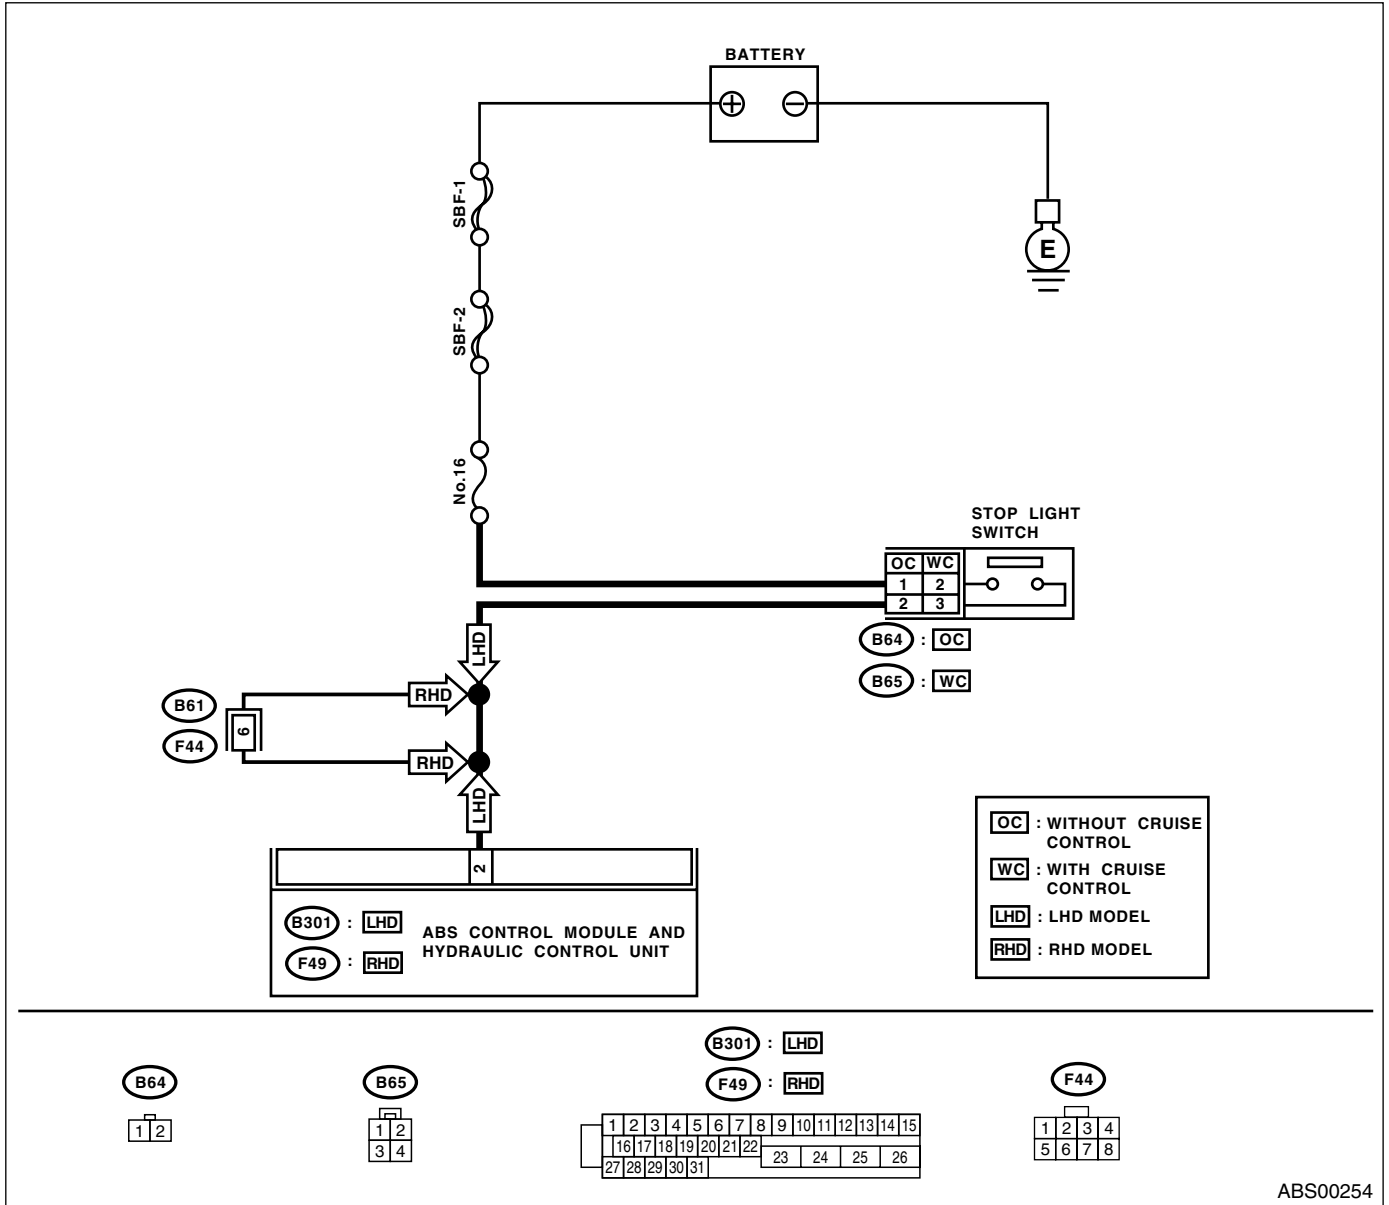 BATTERY
SBF-1
E
SBF-2
No.16
STOP LIGHT
SWITCH
OC WC
1 2
2 3
B64 : OC
B65 : WC
LHD
RHD
B61
6
F44
RHD
LHD
2
B301 : LHD
F49 : RHD
ABS CONTROL MODULE AND
HYDRAULIC CONTROL UNIT
OC : WITHOUT CRUISE
CONTROL
WC : WITH CRUISE
CONTROL
LHD : LHD MODEL
RHD : RHD MODEL
B64
1 2
B65
1 2
3 4
B301 : LHD
F49 : RHD
1 2 3 4 5 6 7 8 9 10 11 12 13 14 15
16 17 18 19 20 21 22 23 24 25 26
27 28 29 30 31
F44
1 2 3 4
5 6 7 8
ABS00254